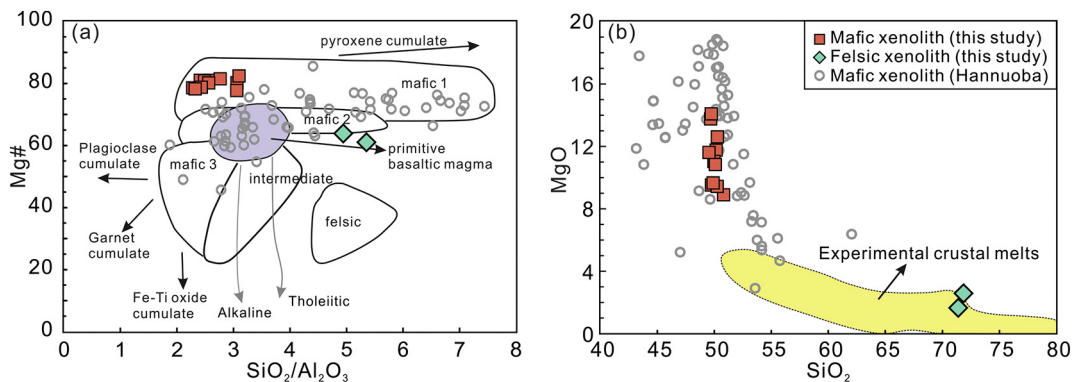 (a)
Mg#
100
80
60
40
20
0
0
1
2
3
4
5
6
7
8
SiO₂/Al₂O₃
pyroxene cumulate
mafic 1
mafic 2
mafic 3
primitive
basaltic magma
Plagioclase
cumulate
intermediate
felsic
Garnet
cumulate
Fe-Ti oxide
cumulate
Alkaline
Tholeiitic
(b)
MgO
20
16
12
8
4
0
40
45
50
55
60
65
70
75
80
SiO₂
Mafic xenolith (this study)
Felsic xenolith (this study)
Mafic xenolith (Hannuoba)
Experimental crustal melts